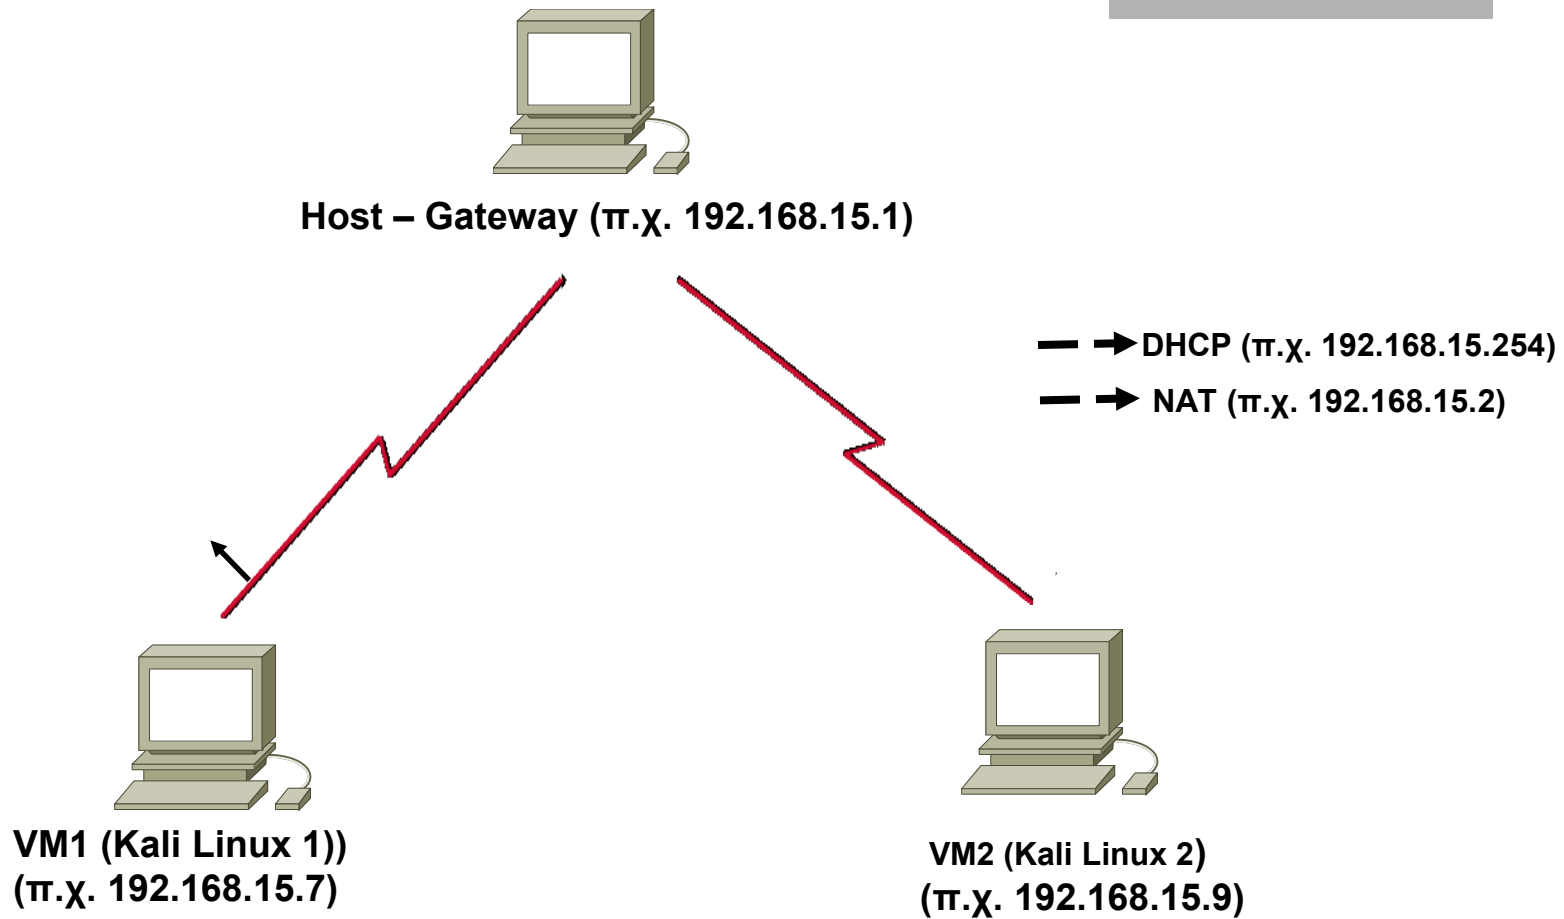 Host – Gateway (π.χ. 192.168.15.1)
DHCP (π.χ. 192.168.15.254)
NAT (π.χ. 192.168.15.2)
VM1 (Kali Linux 1))
(π.χ. 192.168.15.7)
VM2 (Kali Linux 2)
(π.χ. 192.168.15.9)